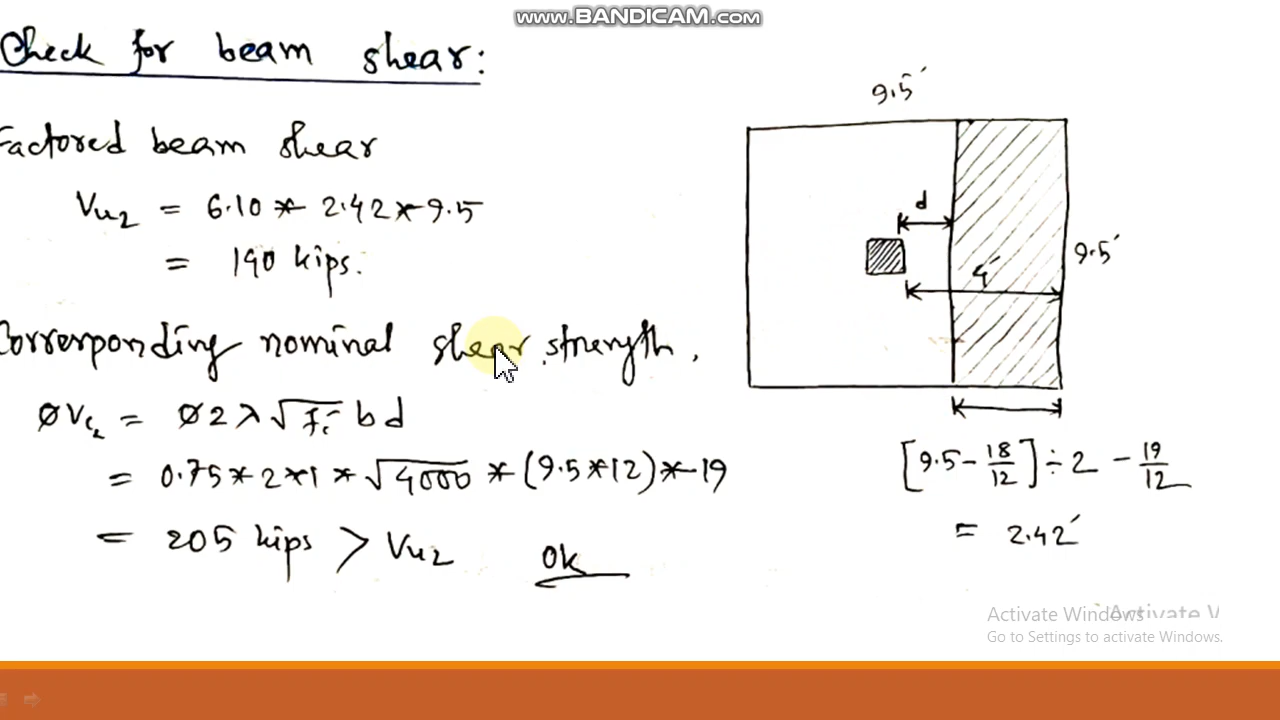 www.BANDICAM.com
Check for beam shear:
Factored beam shear
Vu2 = 6.10 * 2.42 * 9.5
= 190 kips.
Corresponding nominal shear strength,
ØVc2 = Ø2λ√fc' bd
= 0.75*2*1*√4000 * (9.5*12)*19
= 205 kips > Vu2 Ok
9.5'
d
4'
9.5'
[9.5 - 18/12] ÷ 2 - 19/12
= 2.42'
Activate Windows
Go to Settings to activate Windows.